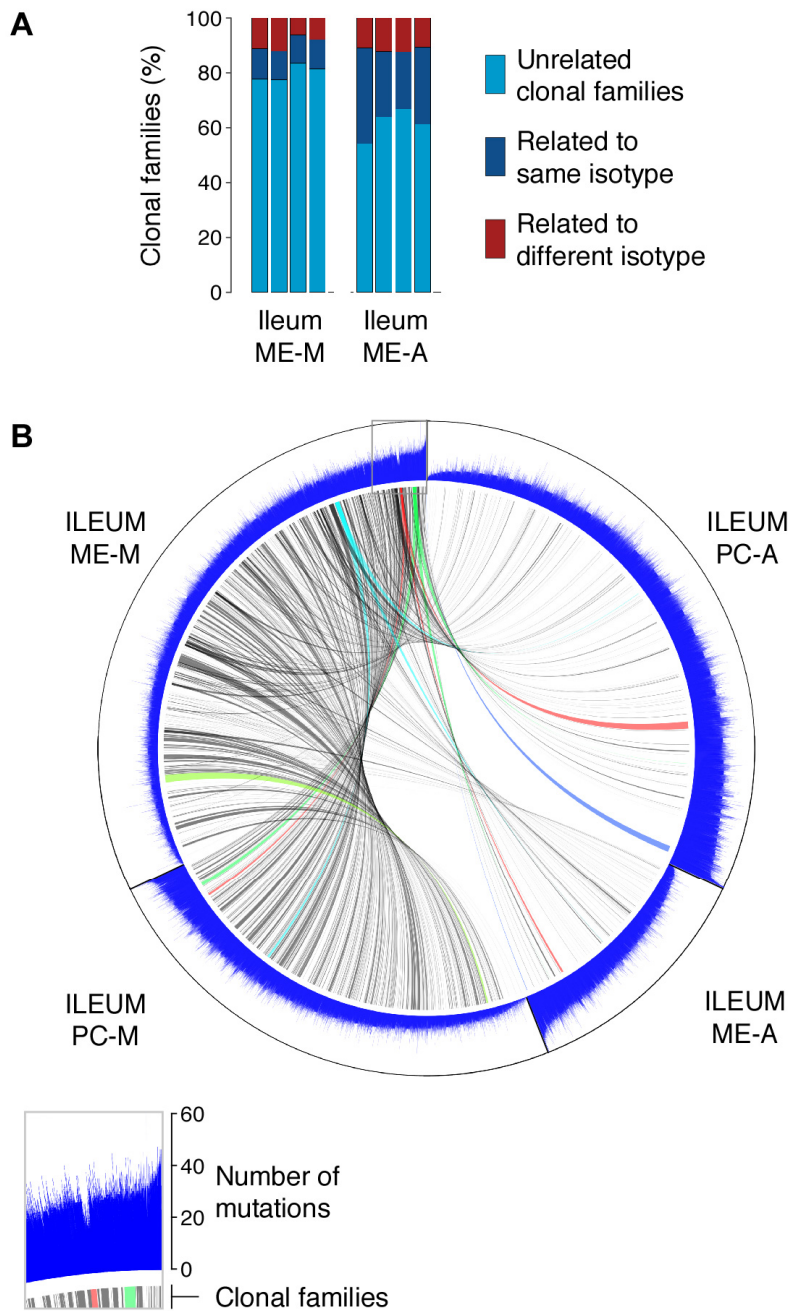 A
Clonal families (%)
100
80
60
40
20
0
Ileum
ME-M
Ileum
ME-A
Unrelated
clonal families
Related to
same isotype
Related to
different isotype
B
ILEUM
ME-M
ILEUM
PC-A
ILEUM
PC-M
ILEUM
ME-A
60
40
20
0
Number of
mutations
Clonal families